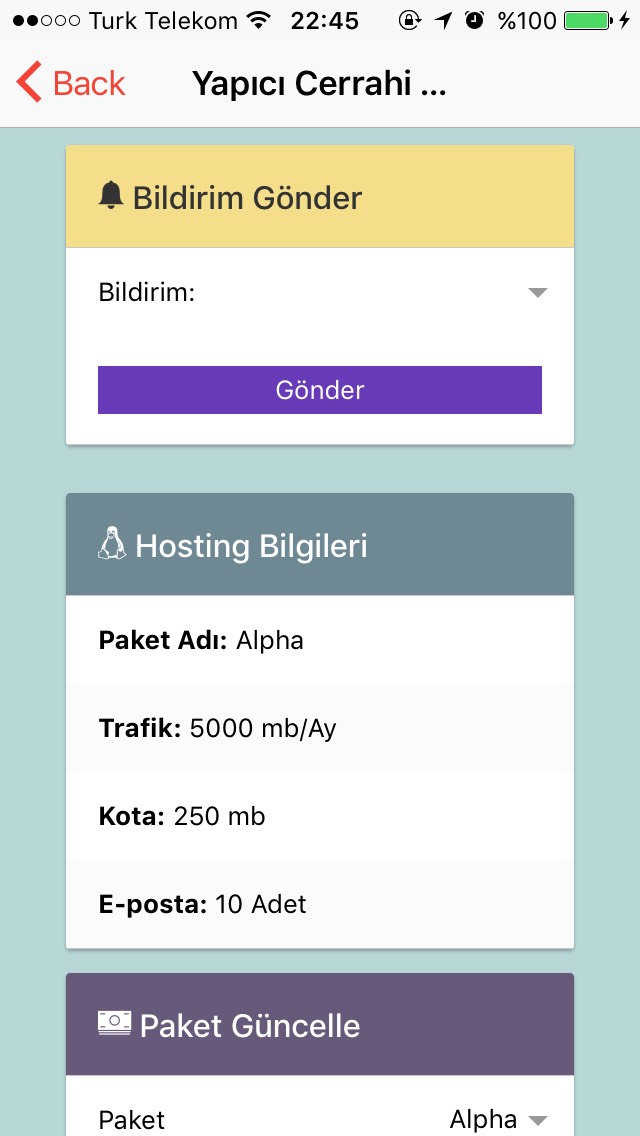 Turk Telekom 22:45 %100
Back Yapıcı Cerrahi ...
Bildirim Gönder
Bildirim:
Gönder
Hosting Bilgileri
Paket Adı: Alpha
Trafik: 5000 mb/Ay
Kota: 250 mb
E-posta: 10 Adet
Paket Güncelle
Paket Alpha